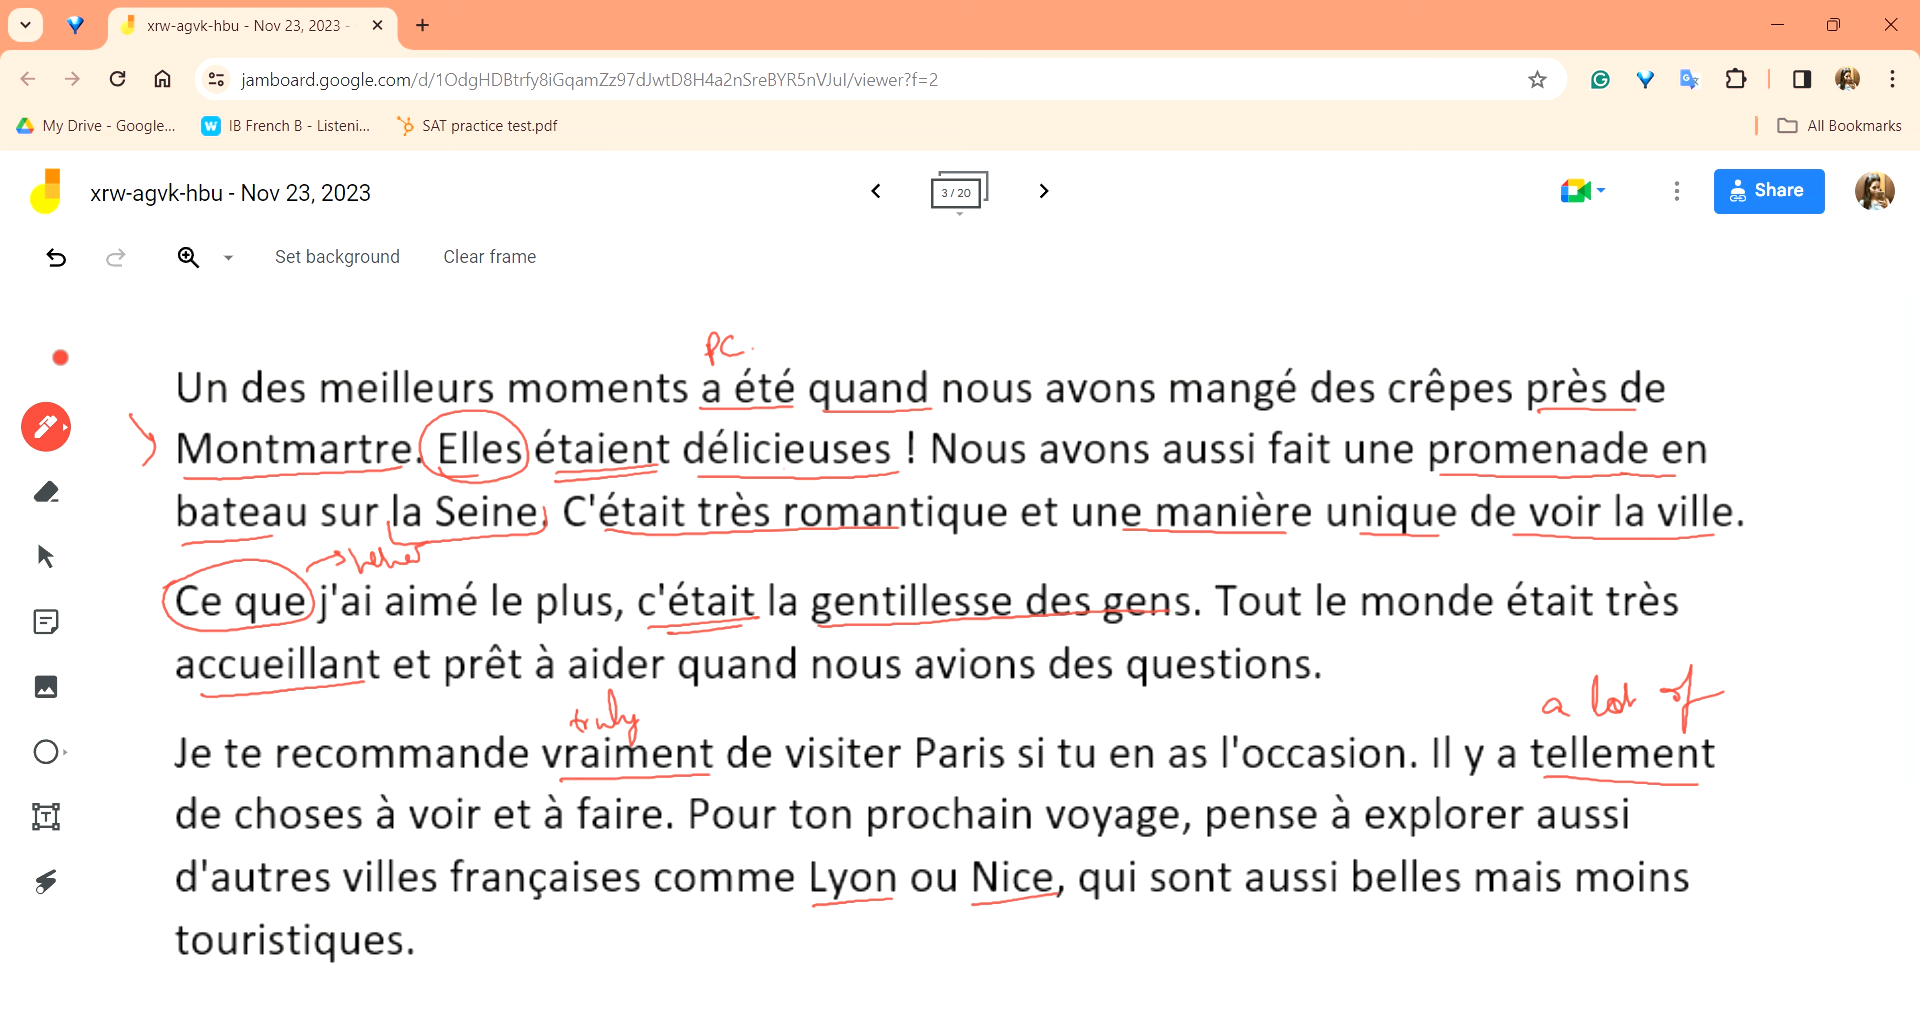 xrw-agvk-hbu - Nov 23, 2023 -
jamboard.google.com/d/1OdgHDBtrfy8iGqamZz97dJwtD8H4a2nSreBYR5nVJuI/viewer?f=2
My Drive - Google... IB French B - Listeni... SAT practice test.pdf All Bookmarks
xrw-agvk-hbu - Nov 23, 2023 3 / 20 Share
Set background Clear frame
PC.
Un des meilleurs moments a été quand nous avons mangé des crêpes près de
Montmartre. Elles étaient délicieuses ! Nous avons aussi fait une promenade en
bateau sur la Seine. C'était très romantique et une manière unique de voir la ville.
Ce que j'ai aimé le plus, c'était la gentillesse des gens. Tout le monde était très
accueillant et prêt à aider quand nous avions des questions.
truly
a lot of
Je te recommande vraiment de visiter Paris si tu en as l'occasion. Il y a tellement
de choses à voir et à faire. Pour ton prochain voyage, pense à explorer aussi
d'autres villes françaises comme Lyon ou Nice, qui sont aussi belles mais moins
touristiques.